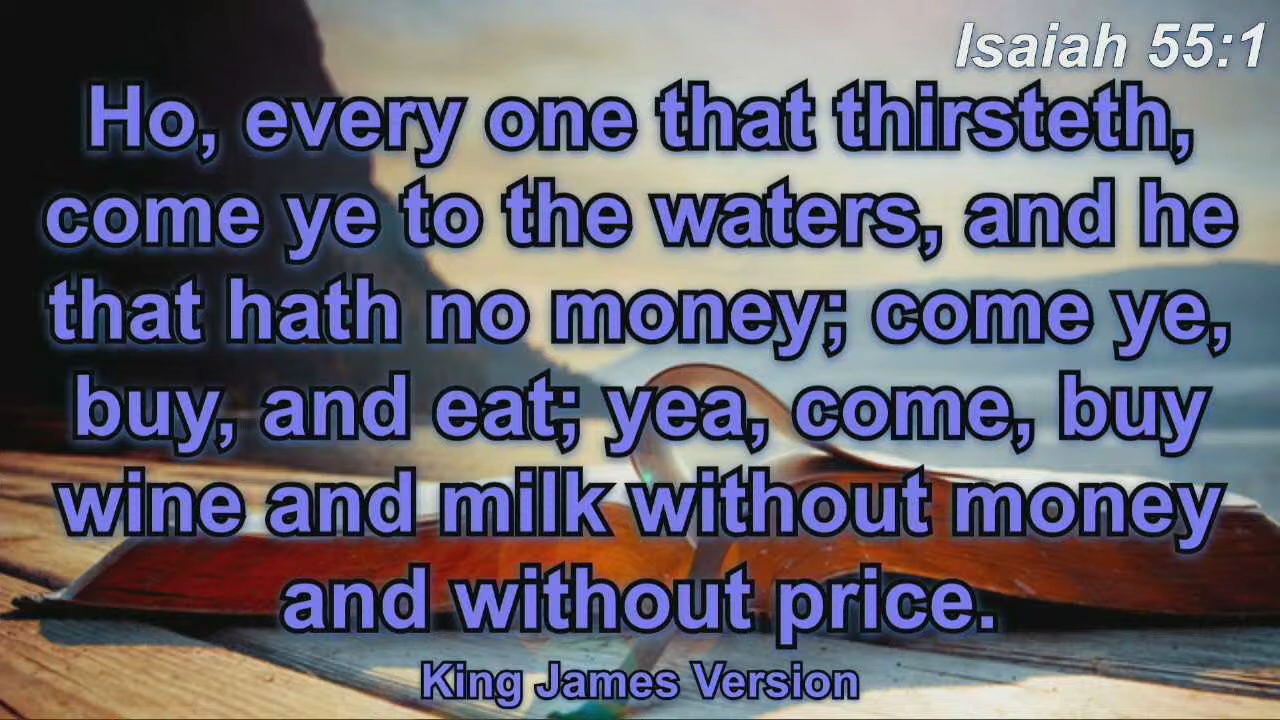 Isaiah 55:1
Ho, every one that thirsteth,
come ye to the waters, and he
that hath no money; come ye,
buy, and eat; yea, come, buy
wine and milk without money
and without price.
King James Version